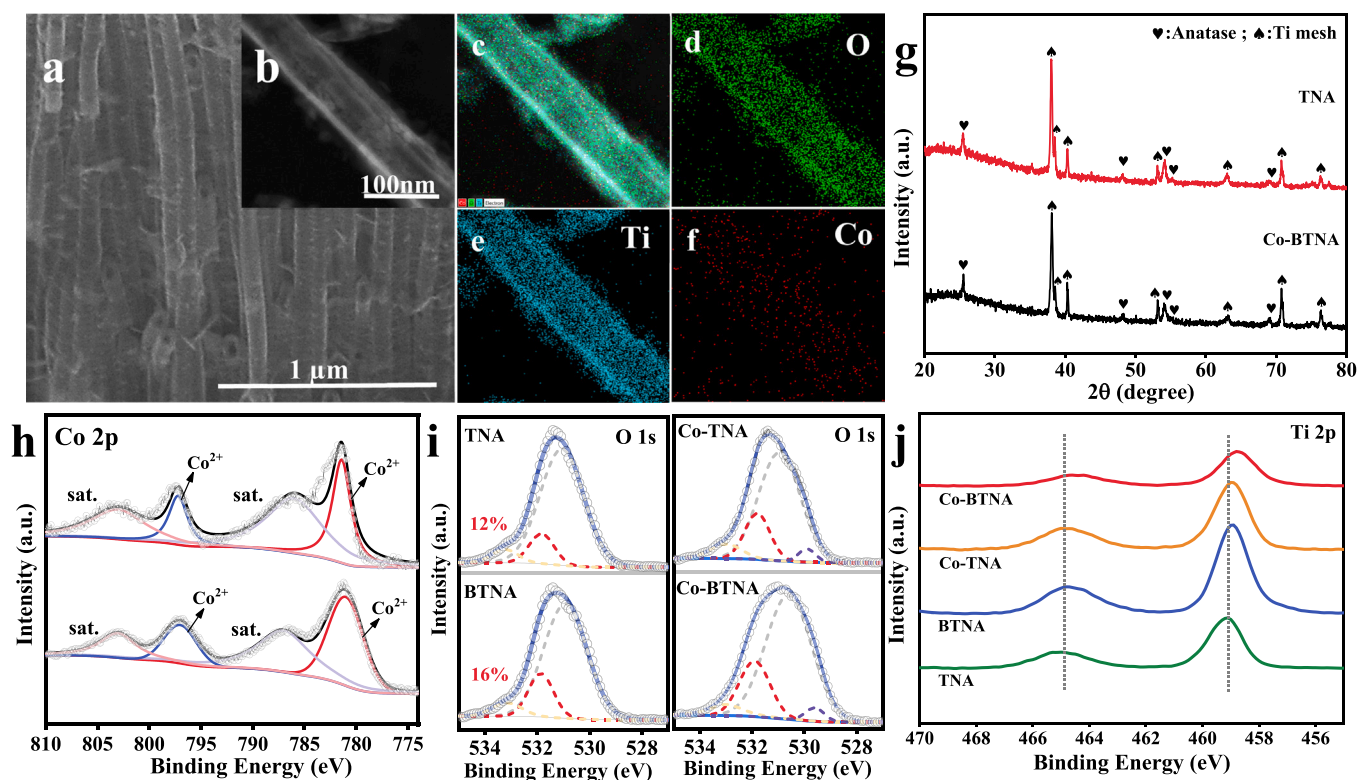 a
b
100nm
1 µm
c
d
O
e
Ti
f
Co
g
♥:Anatase ; ♠:Ti mesh
TNA
Co-BTNA
Intensity (a.u.)
20 30 40 50 60 70 80
2θ (degree)
h
Co 2p
Co2+
Co2+
sat.
sat.
Co2+
Co2+
sat.
sat.
Intensity (a.u.)
810 805 800 795 790 785 780 775
Binding Energy (eV)
i
TNA
O 1s
12%
Co-TNA
O 1s
BTNA
16%
Co-BTNA
Intensity (a.u.)
534 532 530 528
534 532 530 528
Binding Energy (eV)
Binding Energy (eV)
j
Ti 2p
Co-BTNA
Co-TNA
BTNA
TNA
Intensity (a.u.)
470 468 466 464 462 460 458 456
Binding Energy (eV)